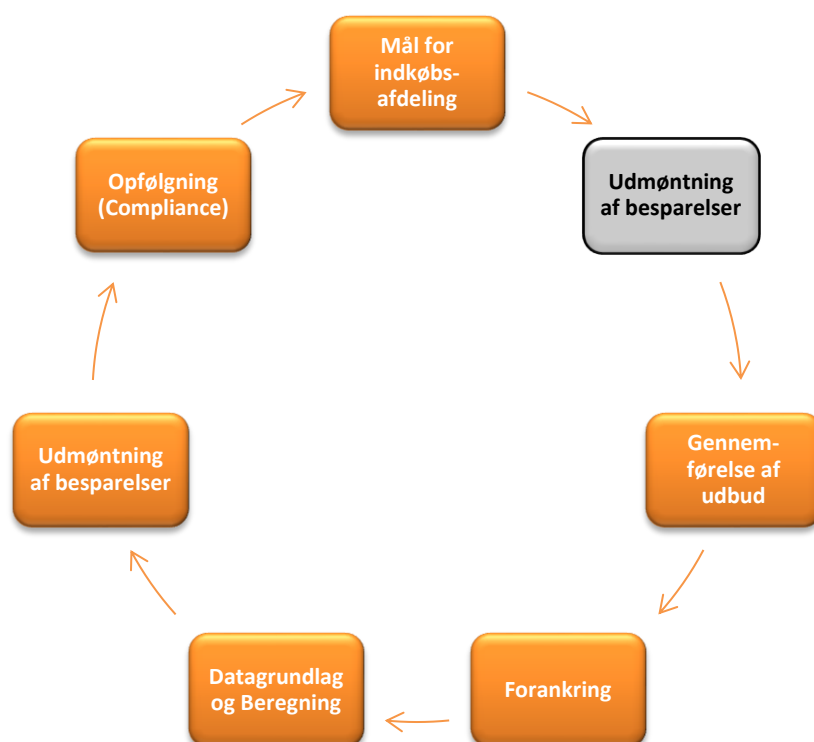 Mål for
indkøbs-
afdeling
Udmøntning
af besparelser
Gennem-
førelse af
udbud
Forankring
Datagrundlag
og Beregning
Udmøntning
af besparelser
Opfølgning
(Compliance)